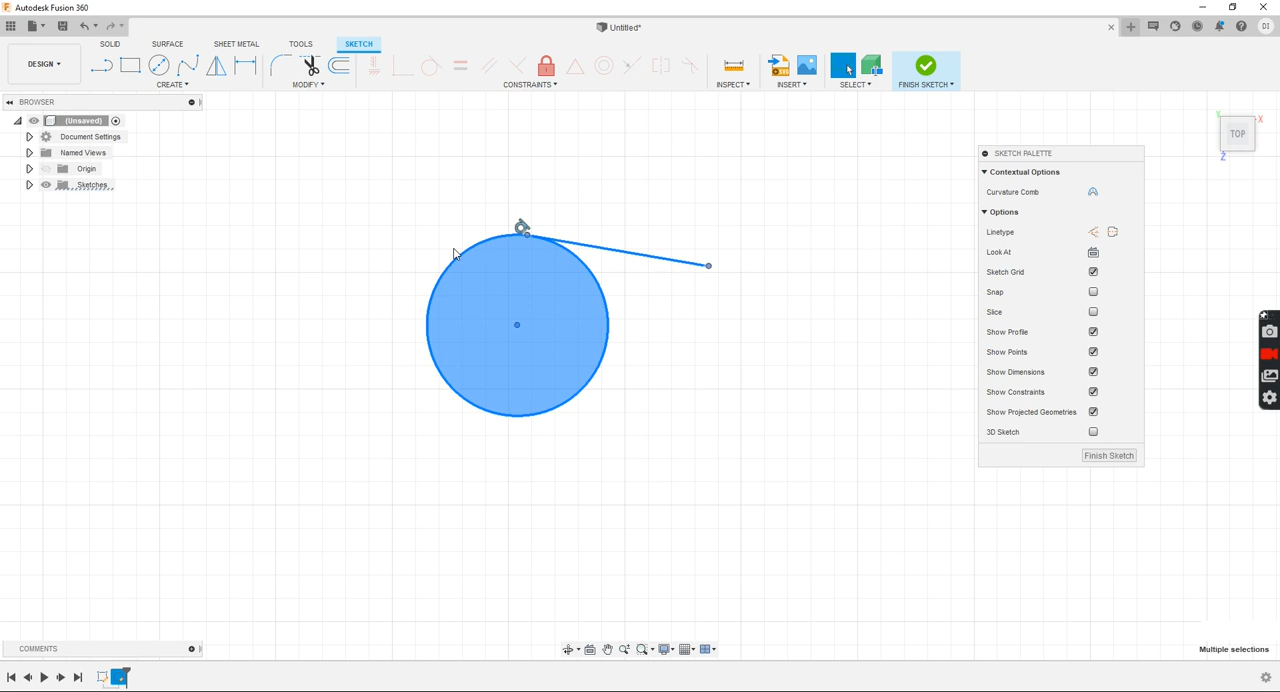 Autodesk Fusion 360
Untitled*
DI
SOLID SURFACE SHEET METAL TOOLS SKETCH
DESIGN
CREATE MODIFY CONSTRAINTS INSPECT INSERT SELECT FINISH SKETCH
BROWSER
(Unsaved)
Document Settings
Named Views
Origin
Sketches
TOP
X
Y
Z
SKETCH PALETTE
Contextual Options
Curvature Comb
Options
Linetype
Look At
Sketch Grid
Snap
Slice
Show Profile
Show Points
Show Dimensions
Show Constraints
Show Projected Geometries
3D Sketch
Finish Sketch
COMMENTS
Multiple selections